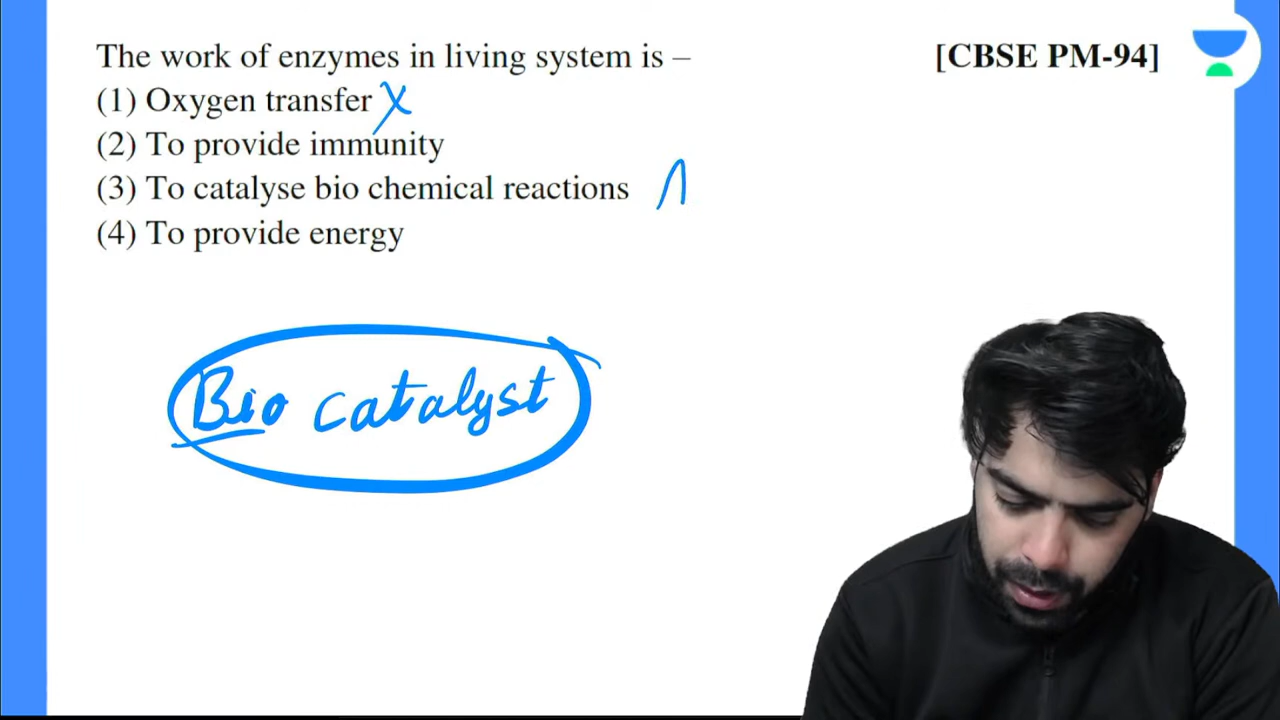 The work of enzymes in living system is – [CBSE PM-94]
(1) Oxygen transfer
(2) To provide immunity
(3) To catalyse bio chemical reactions
(4) To provide energy
Bio catalyst